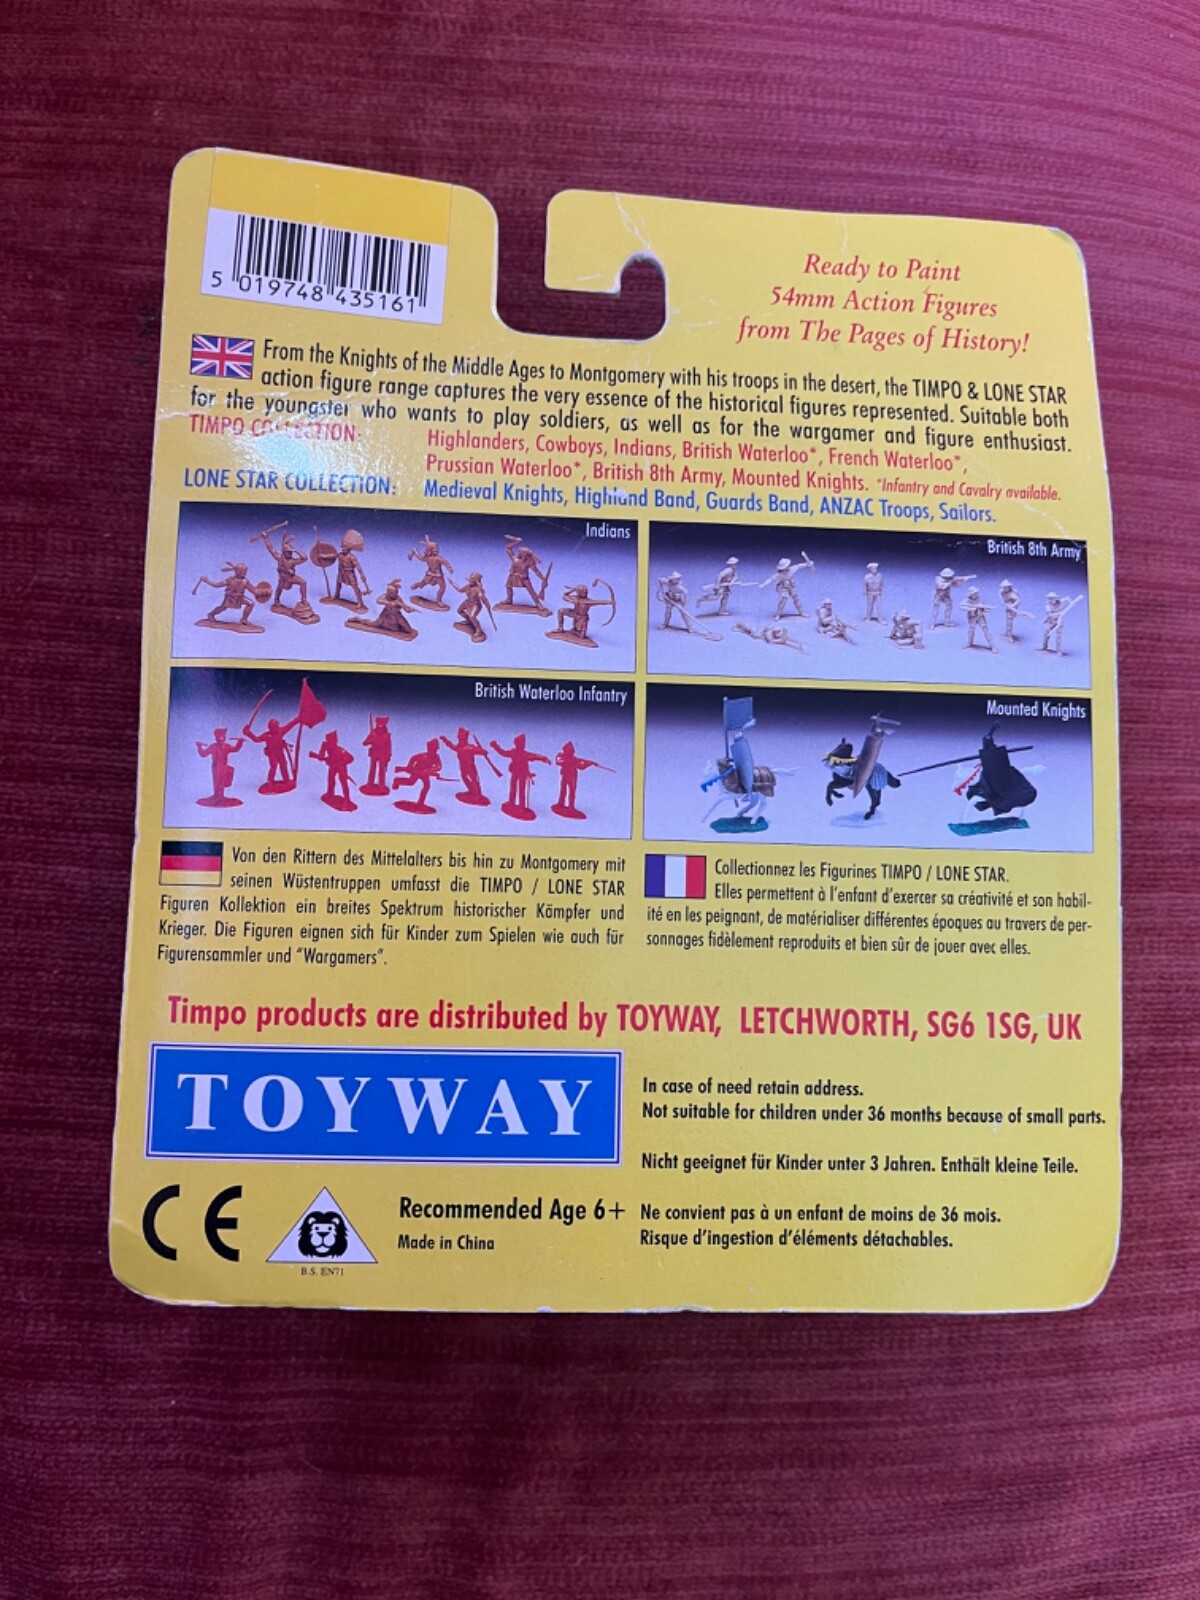 5 019748 435161
Ready to Paint
54mm Action Figures
from The Pages of History!
From the Knights of the Middle Ages to Montgomery with his troops in the desert, the TIMPO & LONE STAR
action figure range captures the very essence of the historical figures represented. Suitable both
for the youngster who wants to play soldiers, as well as for the wargamer and figure enthusiast.
TIMPO COLLECTION: Highlanders, Cowboys, Indians, British Waterloo*, French Waterloo*,
Prussian Waterloo*, British 8th Army, Mounted Knights. *Infantry and Cavalry available.
LONE STAR COLLECTION: Medieval Knights, Highland Band, Guards Band, ANZAC Troops, Sailors.
Indians
British 8th Army
British Waterloo Infantry
Mounted Knights
Von den Rittern des Mittelalters bis hin zu Montgomery mit
seinen Wüstentruppen umfasst die TIMPO / LONE STAR
Figuren Kollektion ein breites Spektrum historischer Kämpfer und
Krieger. Die Figuren eignen sich für Kinder zum Spielen wie auch für
Figurensammler und "Wargamers".
Collectionnez les Figurines TIMPO / LONE STAR.
Elles permettent à l'enfant d'exercer sa créativité et son habil-
ité en les peignant, de matérialiser différentes époques au travers de per-
sonnages fidèlement reproduits et bien sûr de jouer avec elles.
Timpo products are distributed by TOYWAY, LETCHWORTH, SG6 1SG, UK
TOYWAY
In case of need retain address.
Not suitable for children under 36 months because of small parts.
Nicht geeignet für Kinder unter 3 Jahren. Enthält kleine Teile.
CE
B.S. EN71
Recommended Age 6+
Made in China
Ne convient pas à un enfant de moins de 36 mois.
Risque d'ingestion d'éléments détachables.